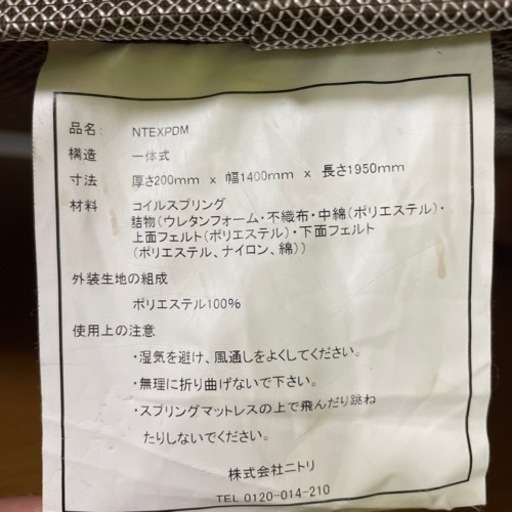 品名: NTEXPDM
構造 一体式
寸法 厚さ200mm x 幅1400mm x 長さ1950mm
材料 コイルスプリング
詰物(ウレタンフォーム・不織布・中綿(ポリエステル)・
上面フェルト(ポリエステル)・下面フェルト
(ポリエステル、ナイロン、綿))
外装生地の組成
ポリエステル100%
使用上の注意
・湿気を避け、風通しをよくしてください。
・無理に折り曲げないで下さい。
・スプリングマットレスの上で飛んだり跳ね
たりしないでください。
株式会社ニトリ
TEL 0120-014-210